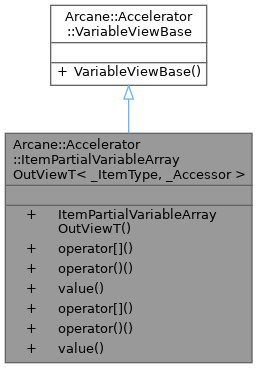 Arcane::Accelerator
::VariableViewBase
+ VariableViewBase()
Arcane::Accelerator
::ItemPartialVariableArray
OutViewT< _ItemType, _Accessor >
+ ItemPartialVariableArray
OutViewT()
+ operator[]()
+ operator()()
+ value()
+ operator[]()
+ operator()()
+ value()